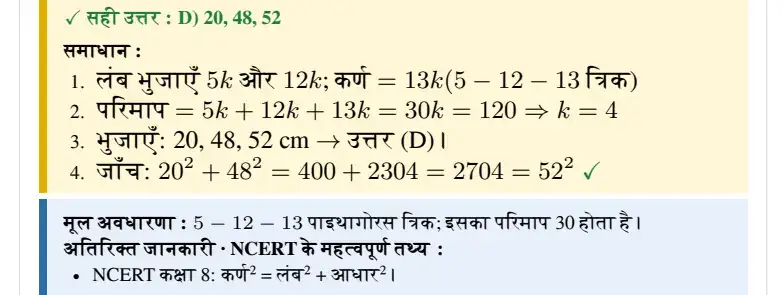 ✓ सही उत्तर : D) 20, 48, 52
समाधान :
1. लंब भुजाएँ 5k और 12k; कर्ण = 13k(5 − 12 − 13 त्रिक)
2. परिमाप = 5k + 12k + 13k = 30k = 120 ⇒ k = 4
3. भुजाएँ: 20, 48, 52 cm → उत्तर (D)।
4. जाँच: 20² + 48² = 400 + 2304 = 2704 = 52² ✓
मूल अवधारणा : 5 − 12 − 13 पाइथागोरस त्रिक; इसका परिमाप 30 होता है।
अतिरिक्त जानकारी · NCERT के महत्वपूर्ण तथ्य :
• NCERT कक्षा 8: कर्ण² = लंब² + आधार²।